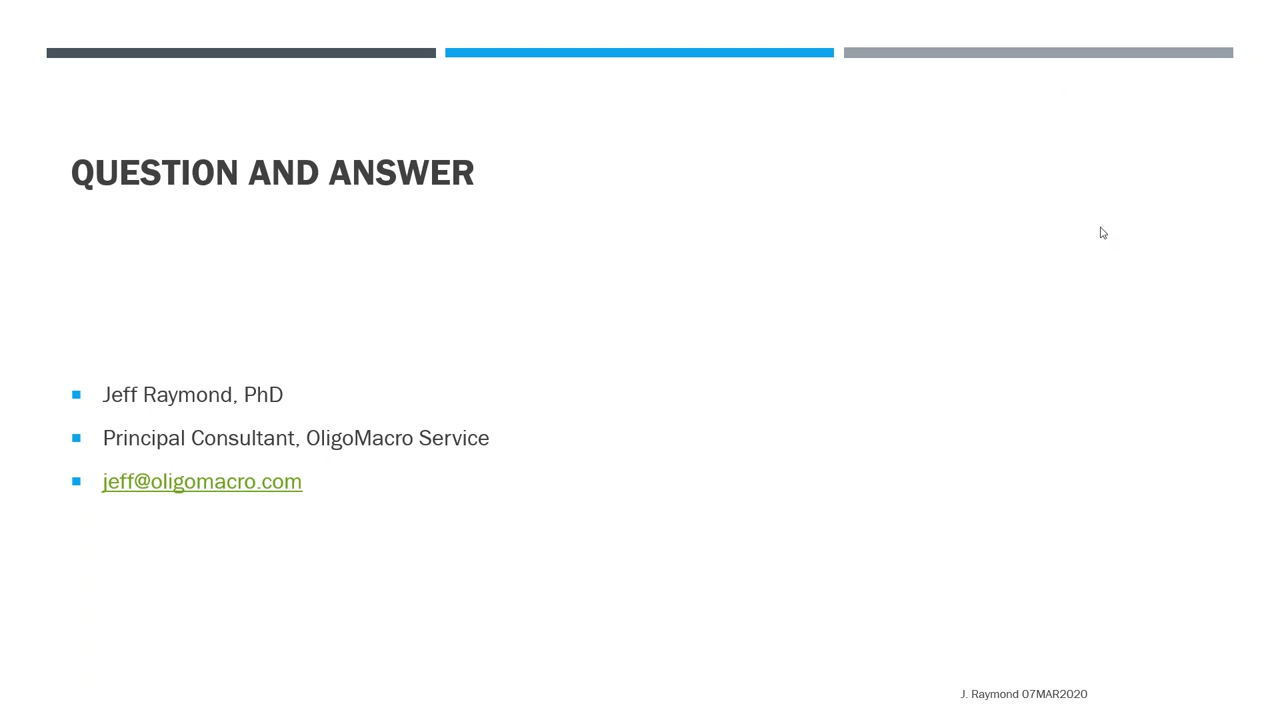 QUESTION AND ANSWER
Jeff Raymond, PhD
Principal Consultant, OligoMacro Service
jeff@oligomacro.com
J. Raymond 07MAR2020